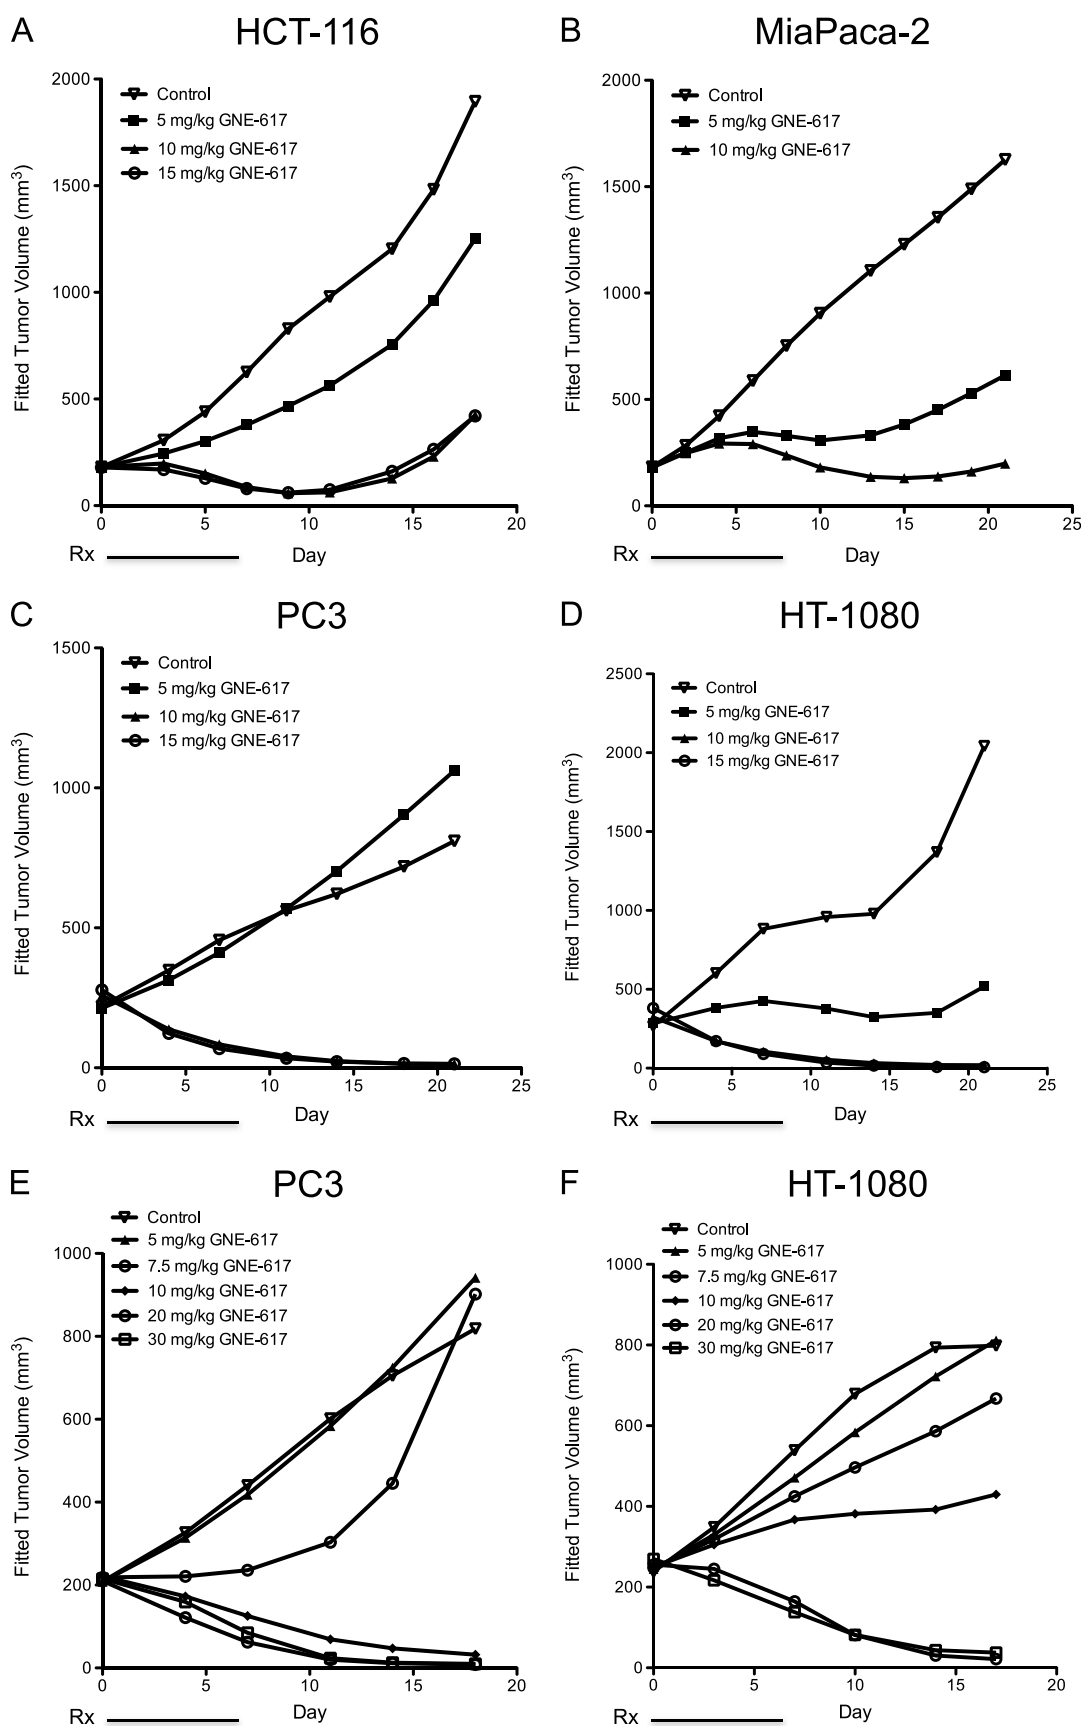 A
HCT-116
Fitted Tumor Volume (mm³)
2000
1500
1000
500
0
Control
5 mg/kg GNE-617
10 mg/kg GNE-617
15 mg/kg GNE-617
0 5 10 15 20
Rx
Day
B
MiaPaca-2
Fitted Tumor Volume (mm³)
2000
1500
1000
500
0
Control
5 mg/kg GNE-617
10 mg/kg GNE-617
0 5 10 15 20 25
Rx
Day
C
PC3
Fitted Tumor Volume (mm³)
1500
1000
500
0
Control
5 mg/kg GNE-617
10 mg/kg GNE-617
15 mg/kg GNE-617
0 5 10 15 20 25
Rx
Day
D
HT-1080
Fitted Tumor Volume (mm³)
2500
2000
1500
1000
500
0
Control
5 mg/kg GNE-617
10 mg/kg GNE-617
15 mg/kg GNE-617
0 5 10 15 20 25
Rx
Day
E
PC3
Fitted Tumor Volume (mm³)
1000
800
600
400
200
0
Control
5 mg/kg GNE-617
7.5 mg/kg GNE-617
10 mg/kg GNE-617
20 mg/kg GNE-617
30 mg/kg GNE-617
0 5 10 15 20
Rx
Day
F
HT-1080
Fitted Tumor Volume (mm³)
1000
800
600
400
200
0
Control
5 mg/kg GNE-617
7.5 mg/kg GNE-617
10 mg/kg GNE-617
20 mg/kg GNE-617
30 mg/kg GNE-617
0 5 10 15 20
Rx
Day